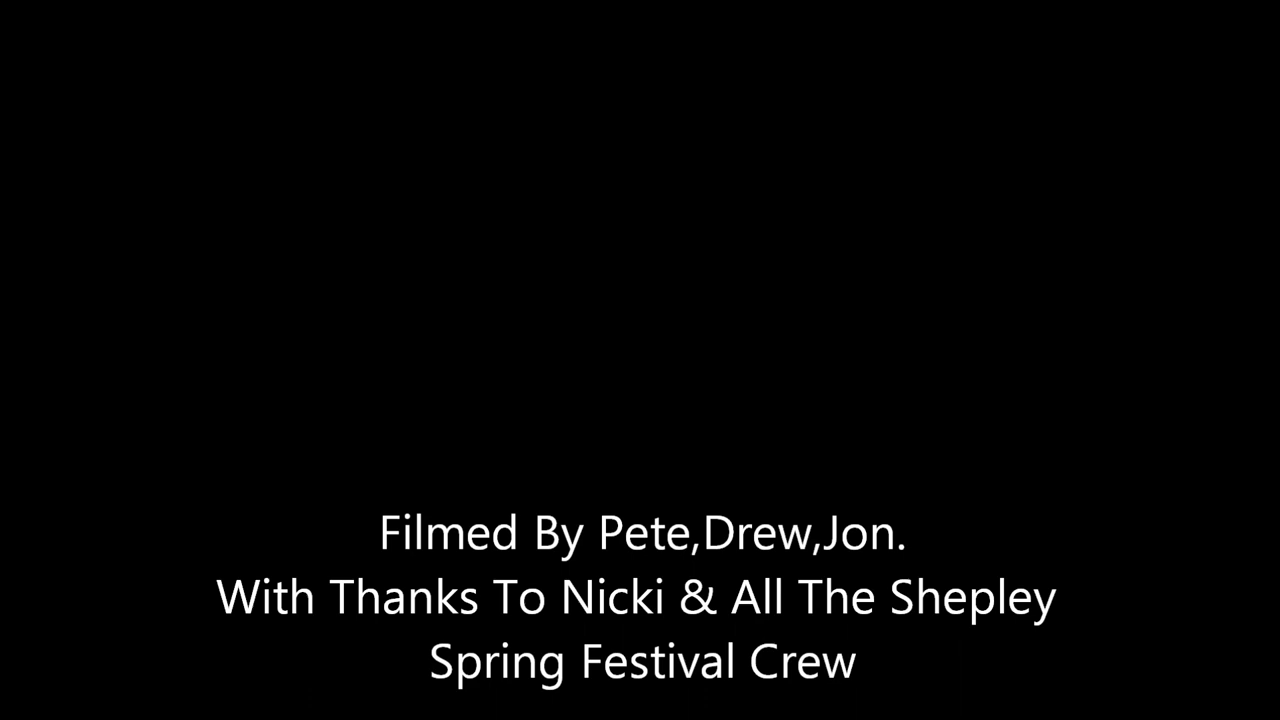 Filmed By Pete,Drew,Jon.
With Thanks To Nicki & All The Shepley
Spring Festival Crew